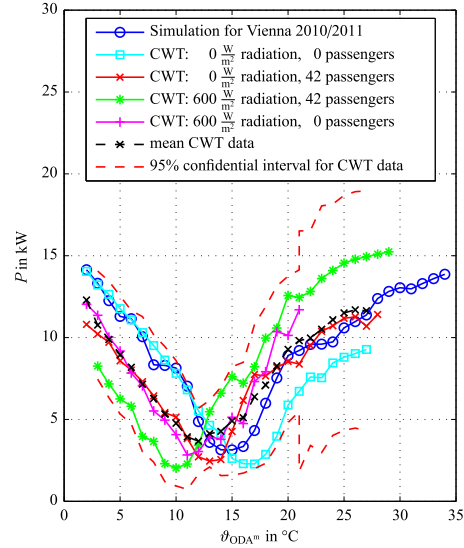 30
25
20
15
10
5
0
P in kW
Simulation for Vienna 2010/2011
CWT: 0 W/m² radiation, 0 passengers
CWT: 0 W/m² radiation, 42 passengers
CWT: 600 W/m² radiation, 42 passengers
CWT: 600 W/m² radiation, 0 passengers
mean CWT data
95% confidential interval for CWT data
0 5 10 15 20 25 30 35
ϑODAᵐ in °C